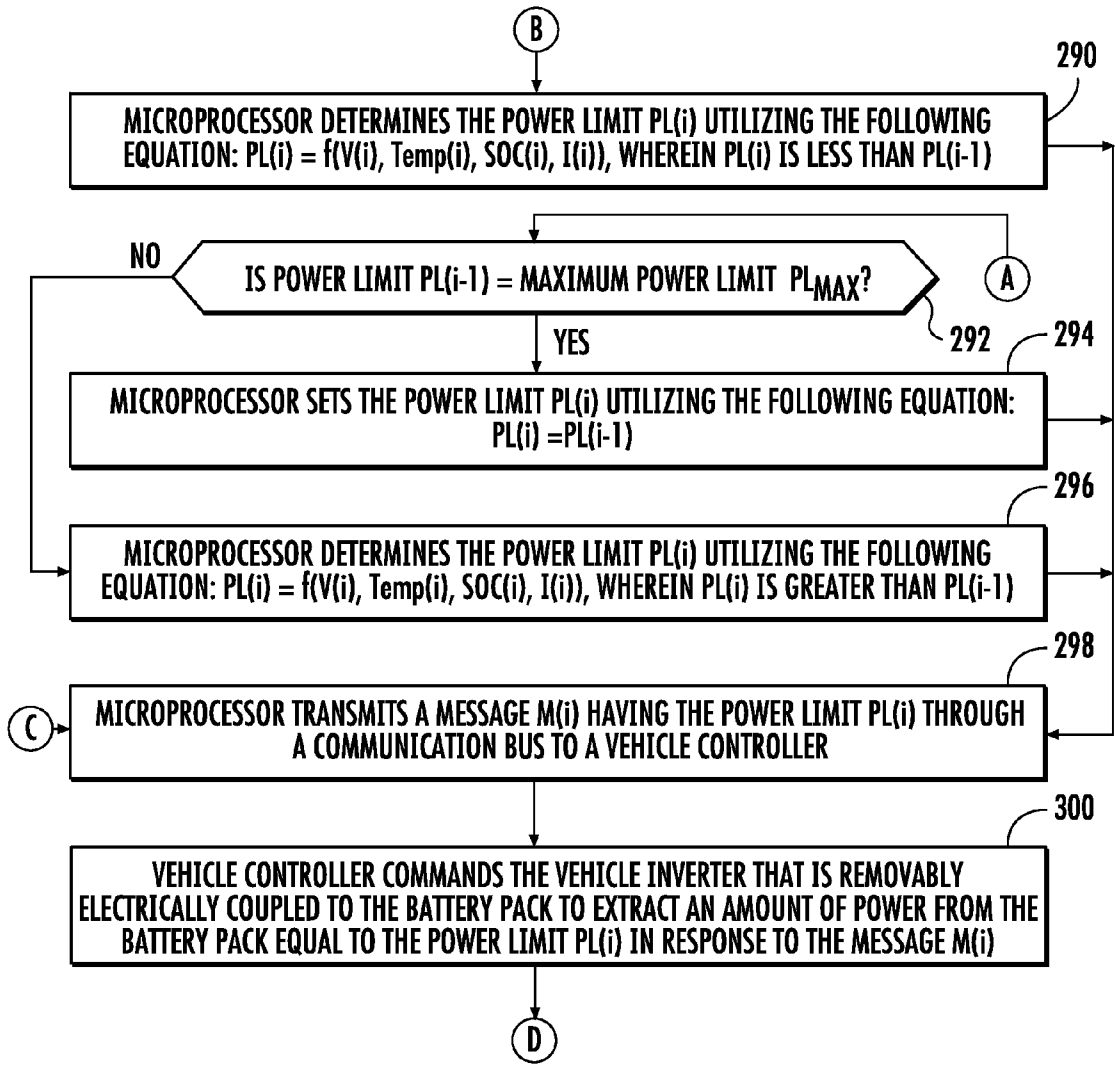 B
290
MICROPROCESSOR DETERMINES THE POWER LIMIT PL(i) UTILIZING THE FOLLOWING
EQUATION: PL(i) = f(V(i), Temp(i), SOC(i), I(i)), WHEREIN PL(i) IS LESS THAN PL(i-1)
NO
IS POWER LIMIT PL(i-1) = MAXIMUM POWER LIMIT PLMAX?
A
292
YES
294
MICROPROCESSOR SETS THE POWER LIMIT PL(i) UTILIZING THE FOLLOWING EQUATION:
PL(i) =PL(i-1)
296
MICROPROCESSOR DETERMINES THE POWER LIMIT PL(i) UTILIZING THE FOLLOWING
EQUATION: PL(i) = f(V(i), Temp(i), SOC(i), I(i)), WHEREIN PL(i) IS GREATER THAN PL(i-1)
298
C
MICROPROCESSOR TRANSMITS A MESSAGE M(i) HAVING THE POWER LIMIT PL(i) THROUGH
A COMMUNICATION BUS TO A VEHICLE CONTROLLER
300
VEHICLE CONTROLLER COMMANDS THE VEHICLE INVERTER THAT IS REMOVABLY
ELECTRICALLY COUPLED TO THE BATTERY PACK TO EXTRACT AN AMOUNT OF POWER FROM THE
BATTERY PACK EQUAL TO THE POWER LIMIT PL(i) IN RESPONSE TO THE MESSAGE M(i)
D